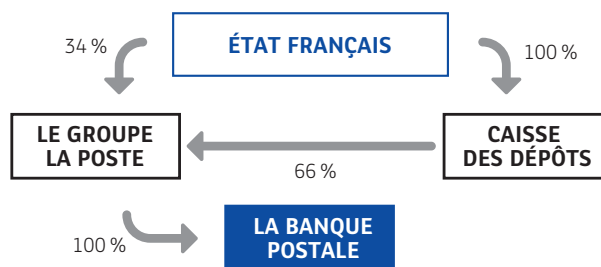 34 %
ÉTAT FRANÇAIS
100 %
LE GROUPE
LA POSTE
66 %
CAISSE
DES DÉPÔTS
100 %
LA BANQUE
POSTALE